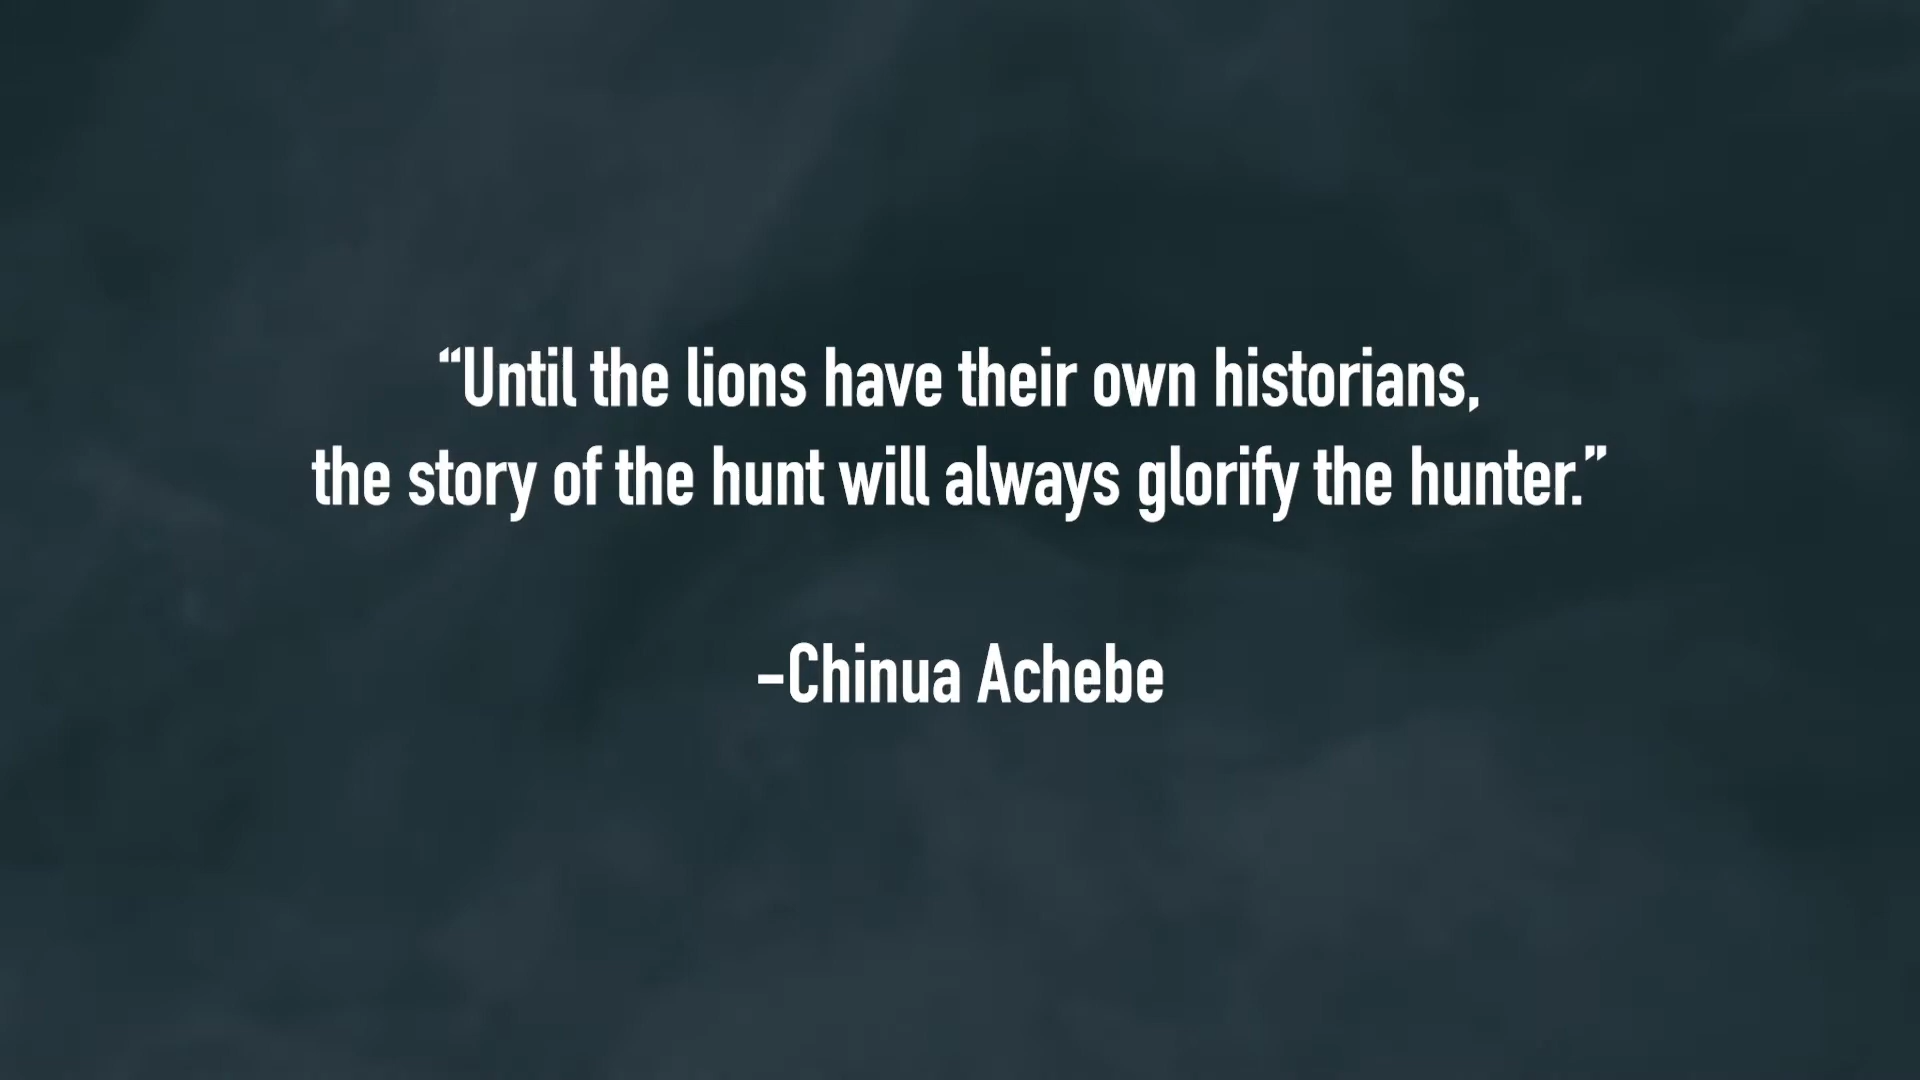 “Until the lions have their own historians,
the story of the hunt will always glorify the hunter.”
–Chinua Achebe